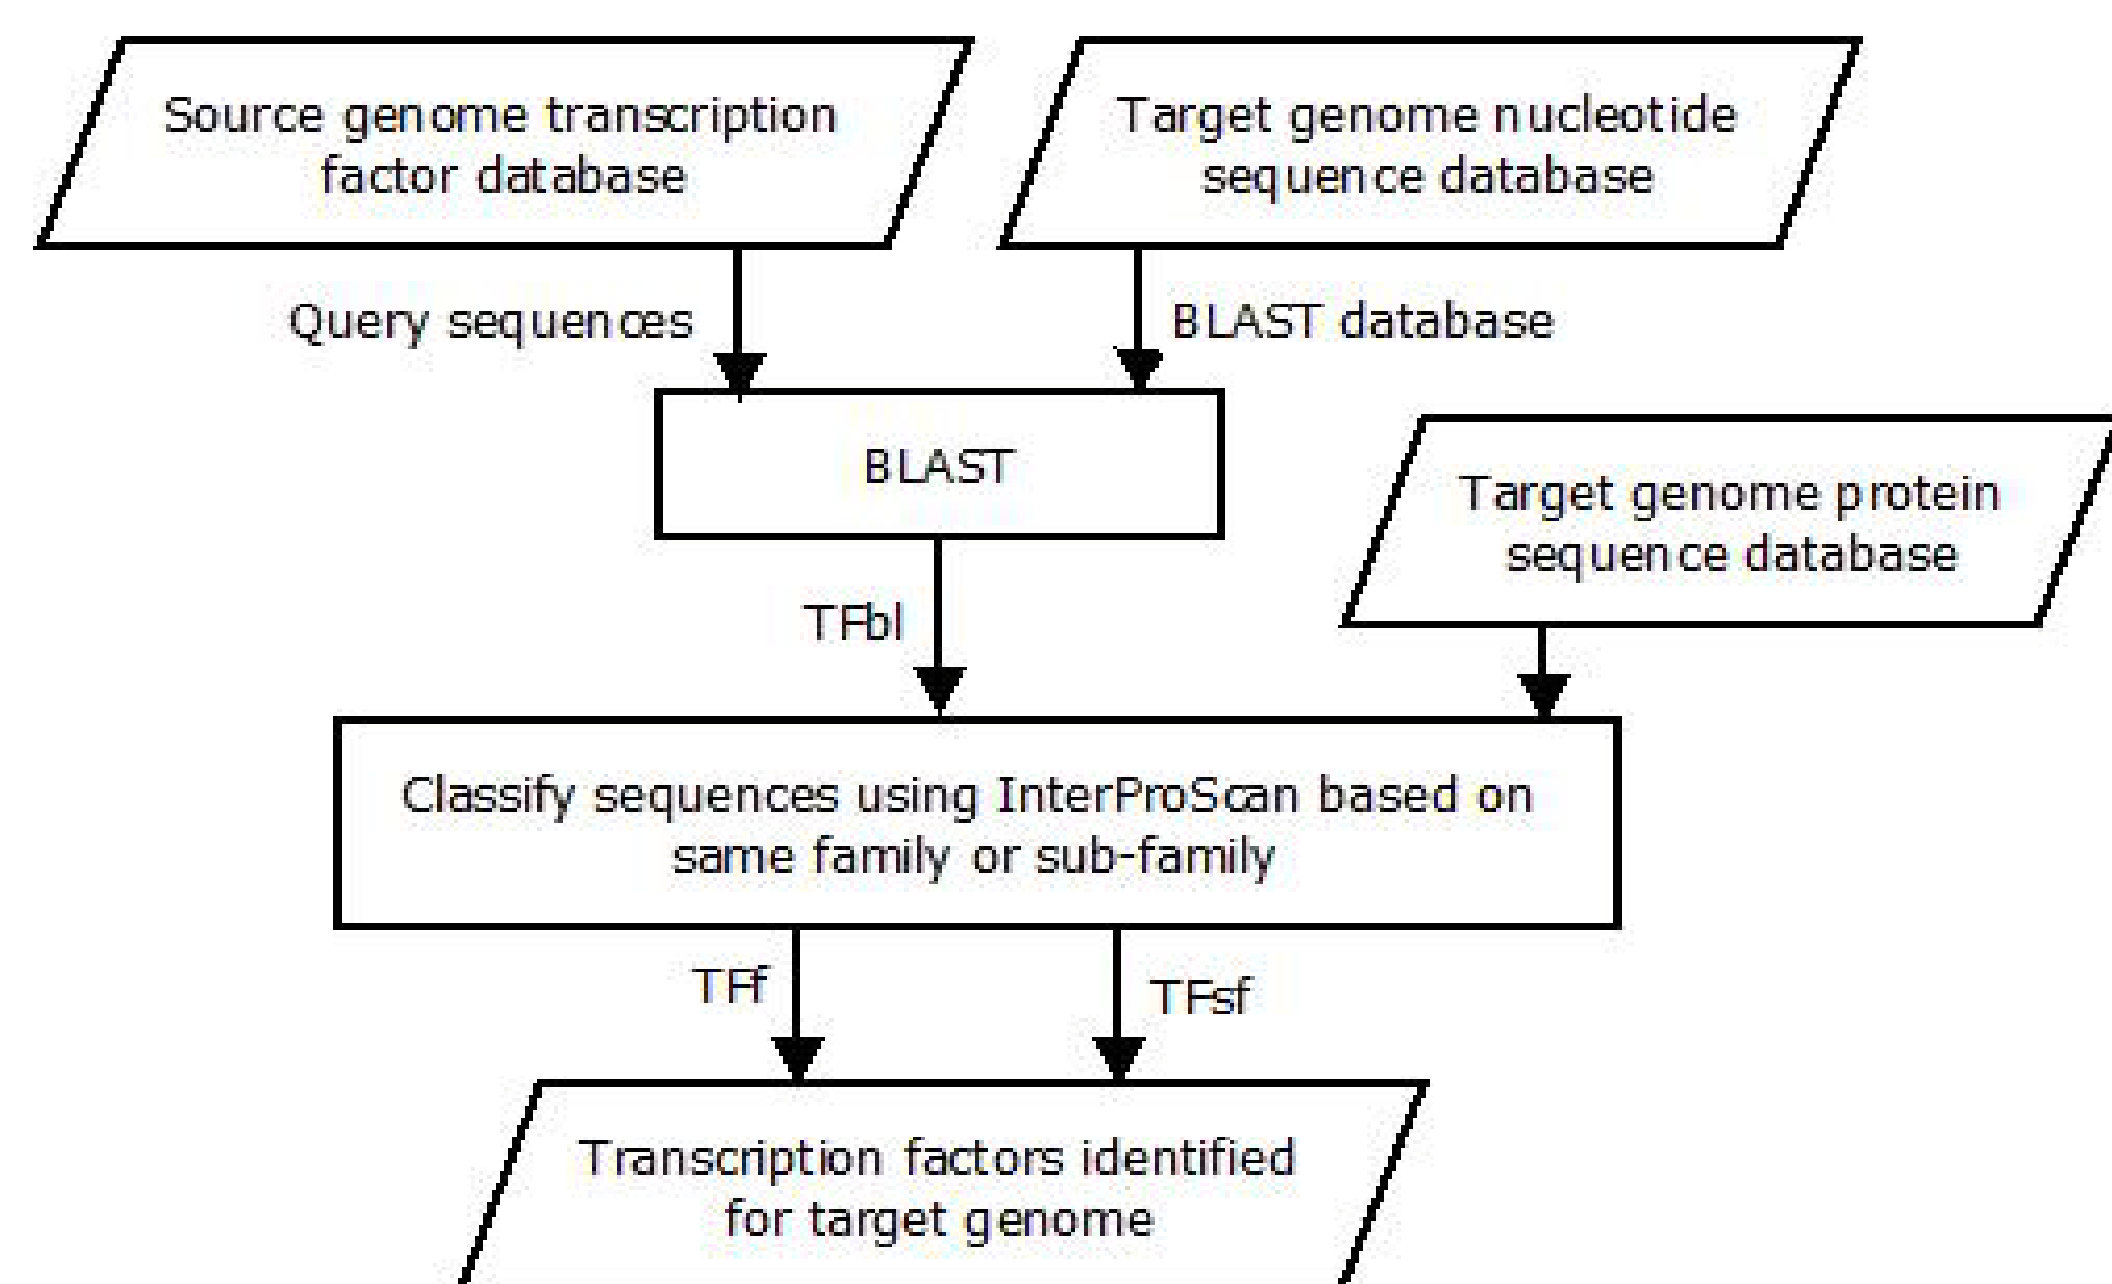 Source genome transcription
factor database
Target genome nucleotide
sequence database
Query sequences
BLAST database
BLAST
Target genome protein
sequence database
TFbl
Classify sequences using InterProScan based on
same family or sub-family
TFf
TFsf
Transcription factors identified
for target genome